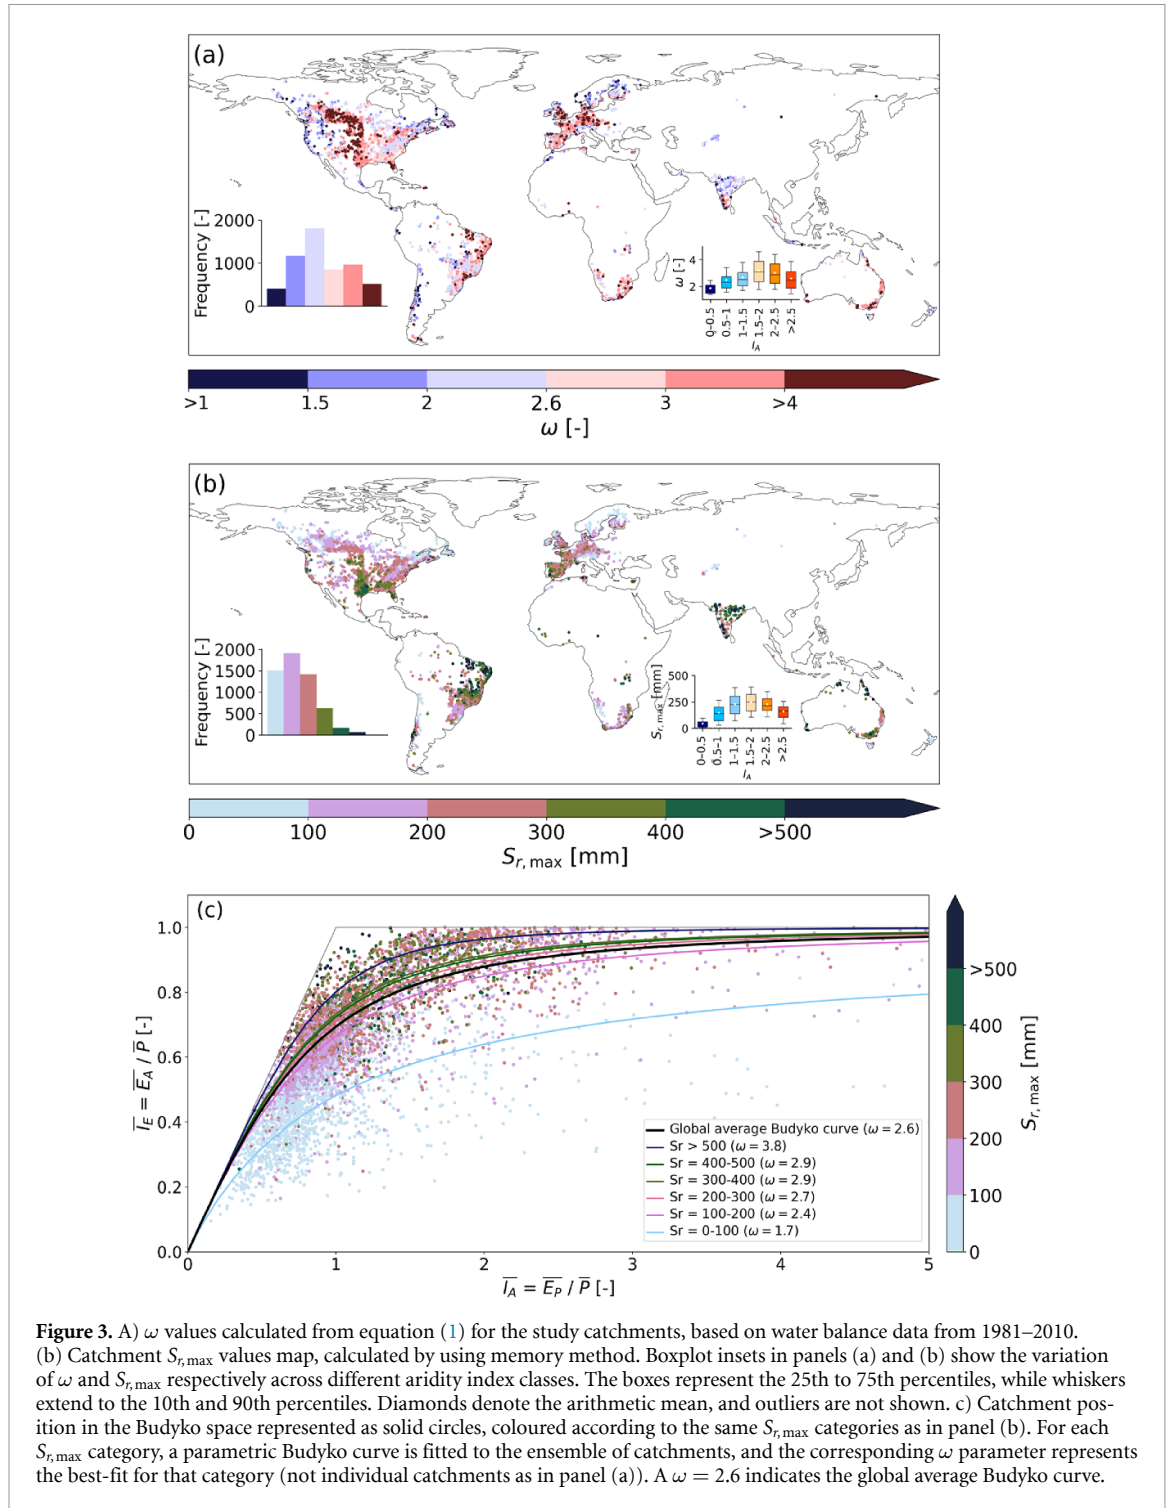 (a)
Frequency [-]
2000
1000
0
ω [-]
4
2
0–0.5
0.5–1
1–1.5
1.5–2
2–2.5
>2.5
I_A
>1 1.5 2 2.6 3 >4
ω [-]
(b)
Frequency [-]
2000
1500
1000
500
0
S_{r,max} [mm]
500
250
0
0–0.5
0.5–1
1–1.5
1.5–2
2–2.5
>2.5
I_A
0 100 200 300 400 >500
S_{r,max} [mm]
(c)
1.0
0.8
0.6
0.4
0.2
0.0
\overline{I_E} = \overline{E_A} / \overline{P} [-]
Global average Budyko curve (ω = 2.6)
Sr > 500 (ω = 3.8)
Sr = 400-500 (ω = 2.9)
Sr = 300-400 (ω = 2.9)
Sr = 200-300 (ω = 2.7)
Sr = 100-200 (ω = 2.4)
Sr = 0-100 (ω = 1.7)
0 1 2 3 4 5
\overline{I_A} = \overline{E_P} / \overline{P} [-]
>500
400
300
200
100
0
S_{r,max} [mm]
Figure 3. A) ω values calculated from equation (1) for the study catchments, based on water balance data from 1981–2010.
(b) Catchment S_{r,max} values map, calculated by using memory method. Boxplot insets in panels (a) and (b) show the variation
of ω and S_{r,max} respectively across different aridity index classes. The boxes represent the 25th to 75th percentiles, while whiskers
extend to the 10th and 90th percentiles. Diamonds denote the arithmetic mean, and outliers are not shown. c) Catchment pos-
ition in the Budyko space represented as solid circles, coloured according to the same S_{r,max} categories as in panel (b). For each
S_{r,max} category, a parametric Budyko curve is fitted to the ensemble of catchments, and the corresponding ω parameter represents
the best-fit for that category (not individual catchments as in panel (a)). A ω = 2.6 indicates the global average Budyko curve.